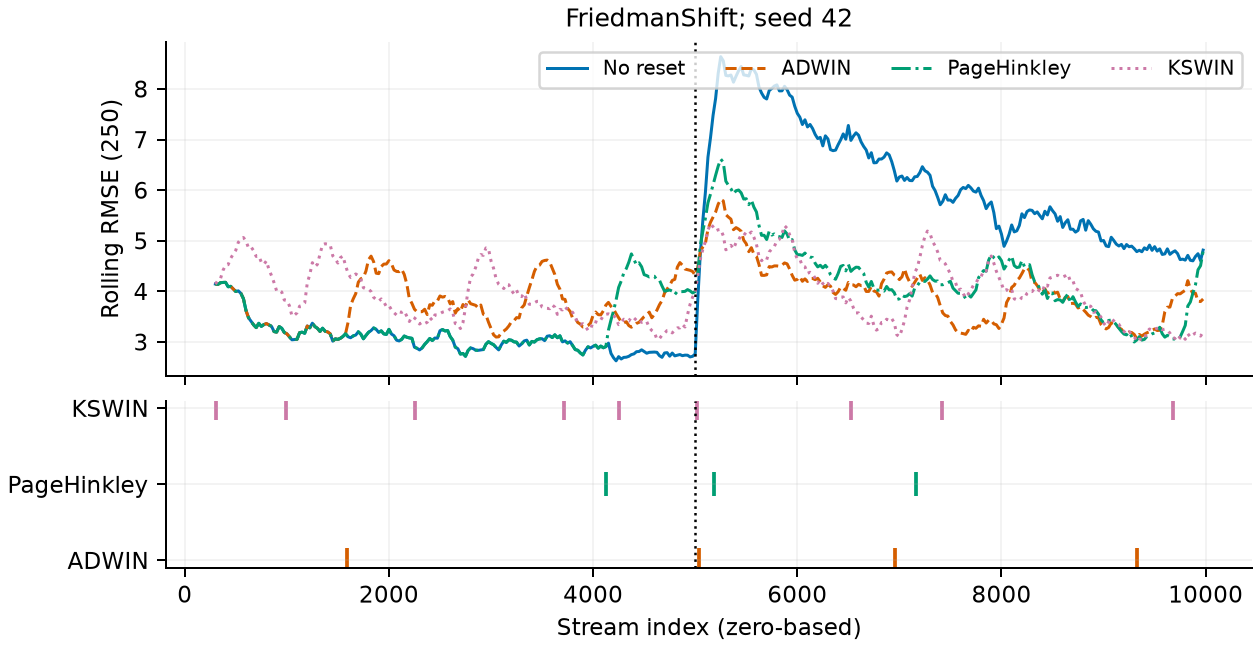 FriedmanShift; seed 42
No reset ADWIN PageHinkley KSWIN
Rolling RMSE (250)
8
7
6
5
4
3
KSWIN
PageHinkley
ADWIN
0 2000 4000 6000 8000 10000
Stream index (zero-based)